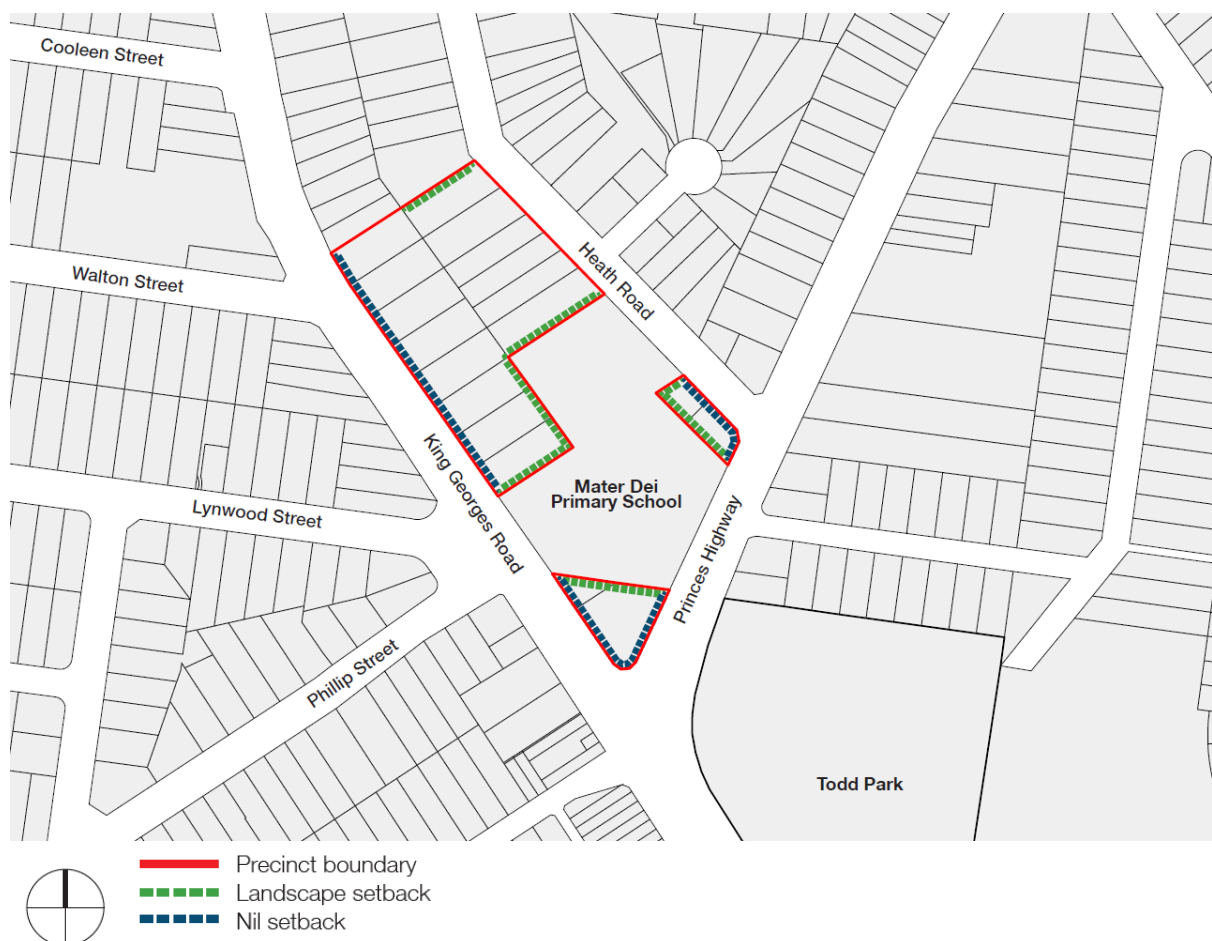 Cooleen Street
Walton Street
Heath Road
King Georges Road
Mater Dei
Primary School
Lynwood Street
Princes Highway
Phillip Street
Todd Park
Precinct boundary
Landscape setback
Nil setback